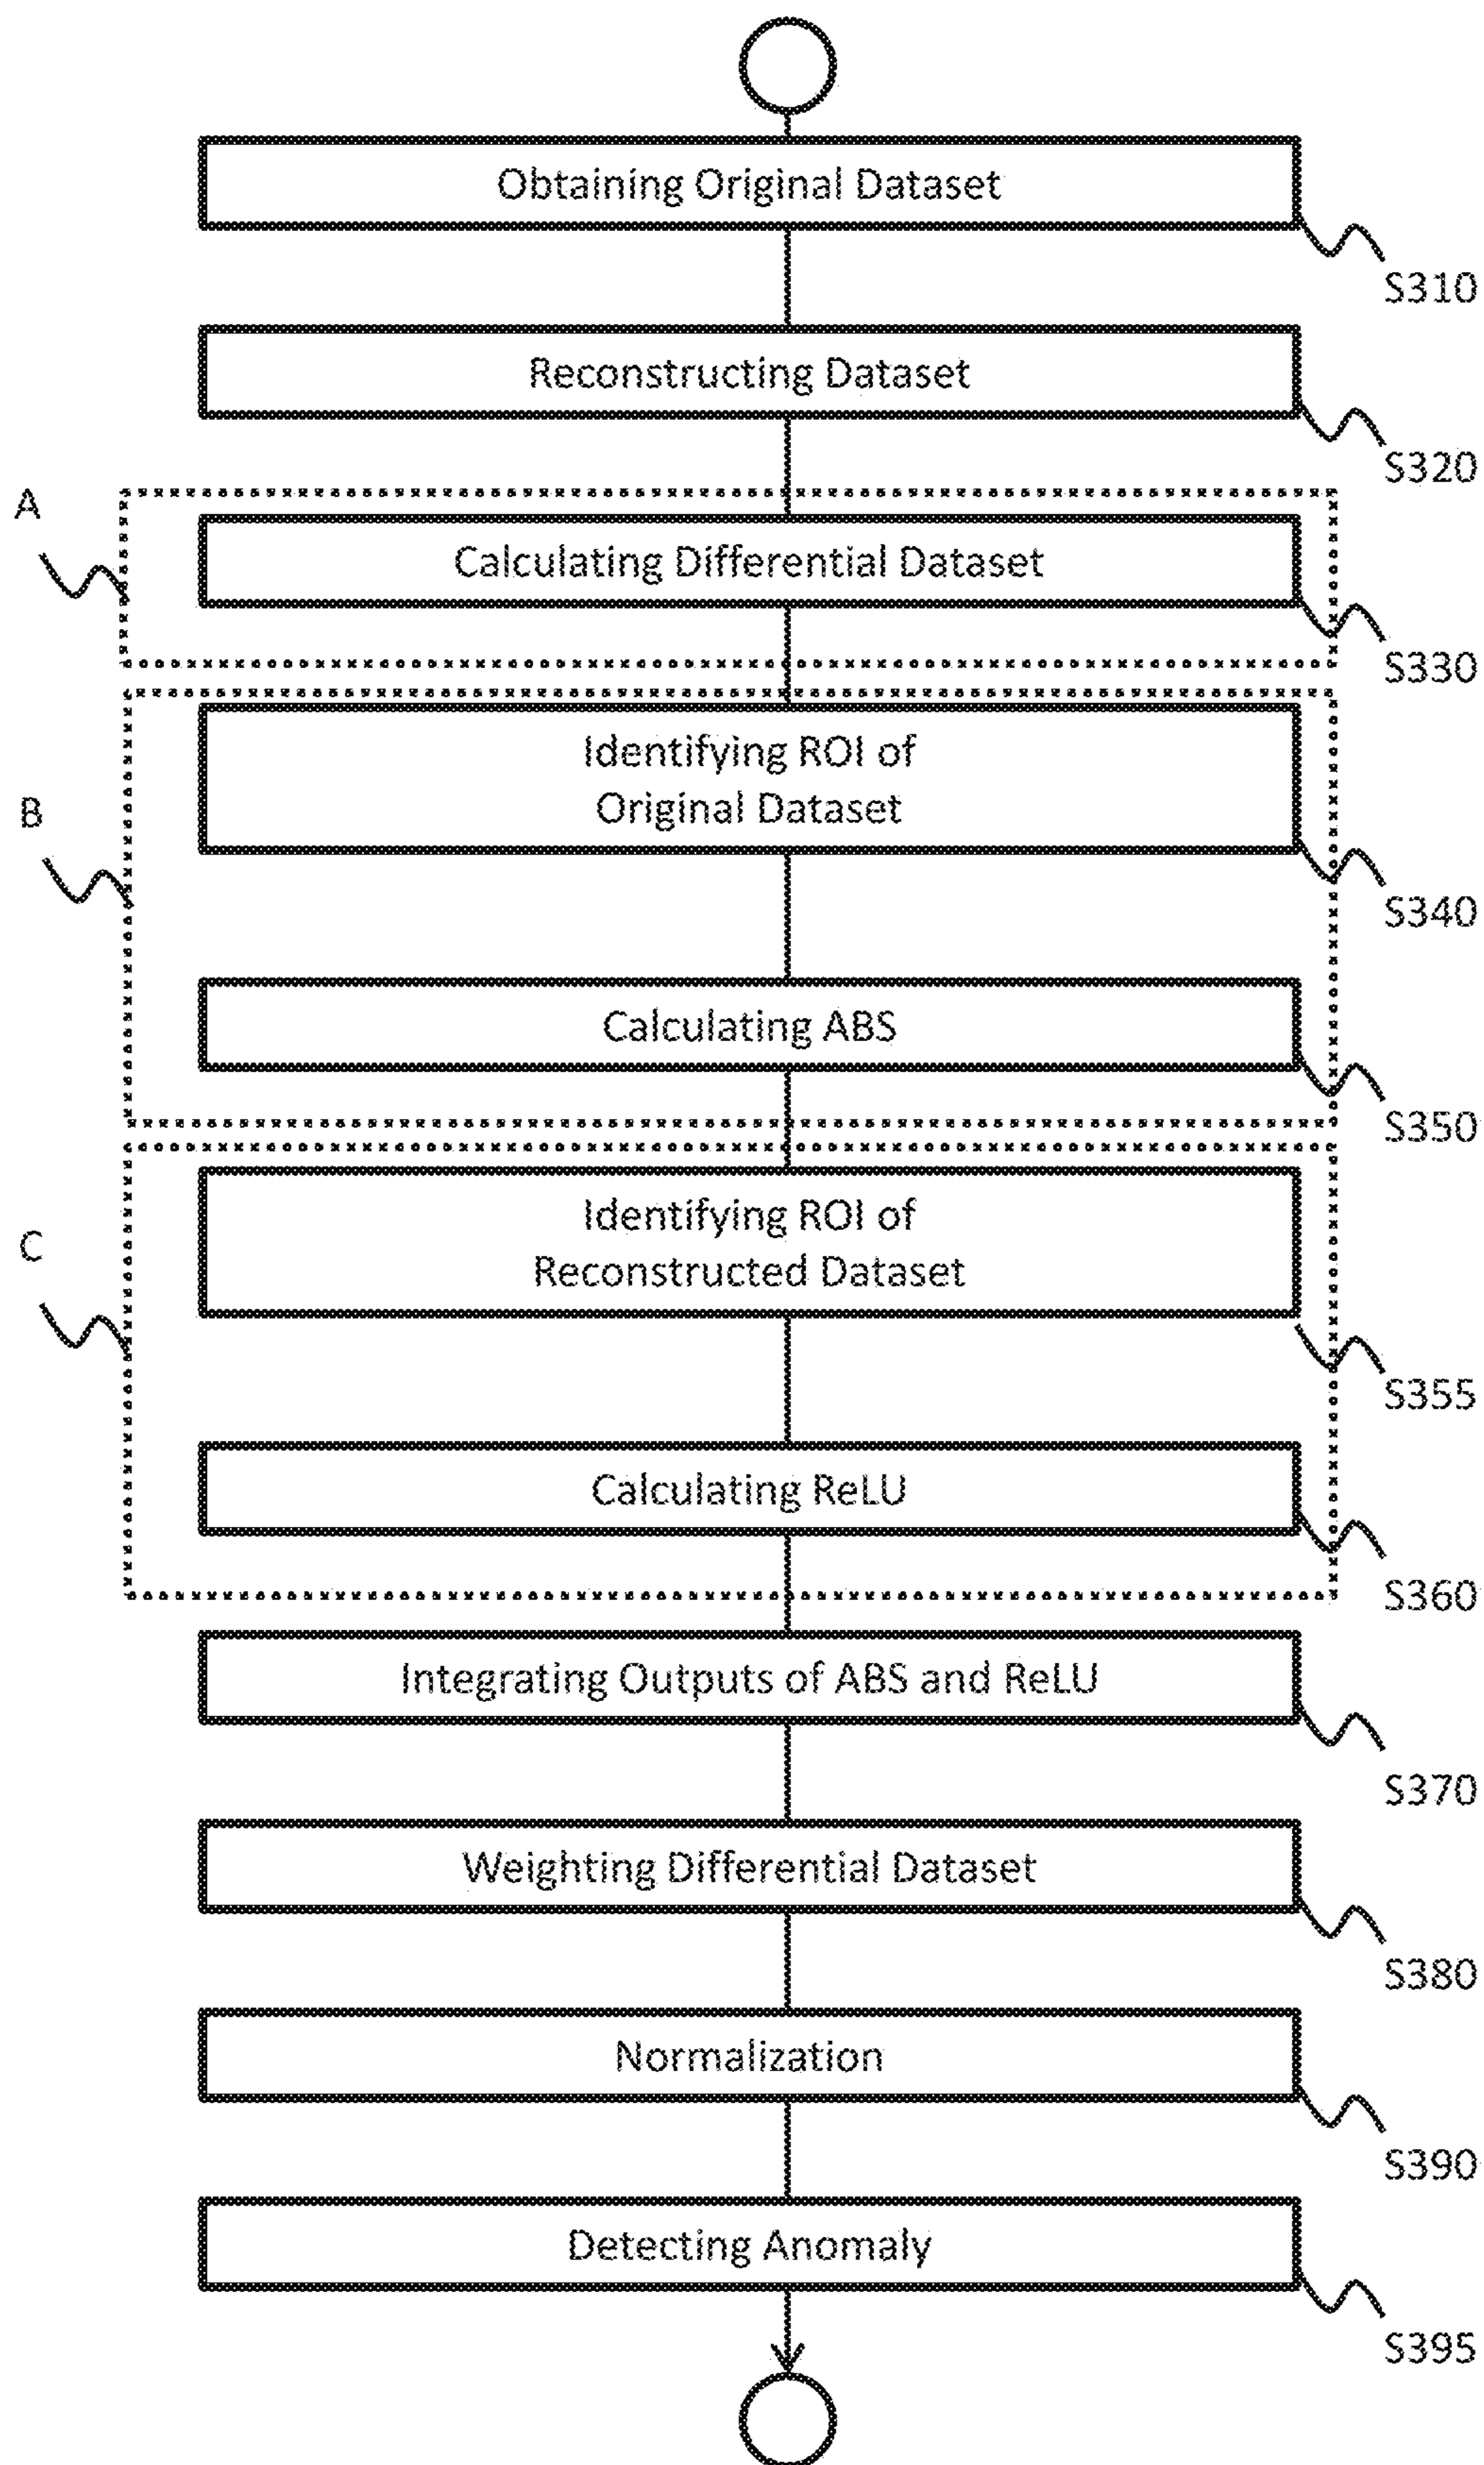 Obtaining Original Dataset
S310
Reconstructing Dataset
S320
A
Calculating Differential Dataset
S330
Identifying ROI of
Original Dataset
B
S340
Calculating ABS
S350
Identifying ROI of
Reconstructed Dataset
C
S355
Calculating ReLU
S360
Integrating Outputs of ABS and ReLU
S370
Weighting Differential Dataset
S380
Normalization
S390
Detecting Anomaly
S395